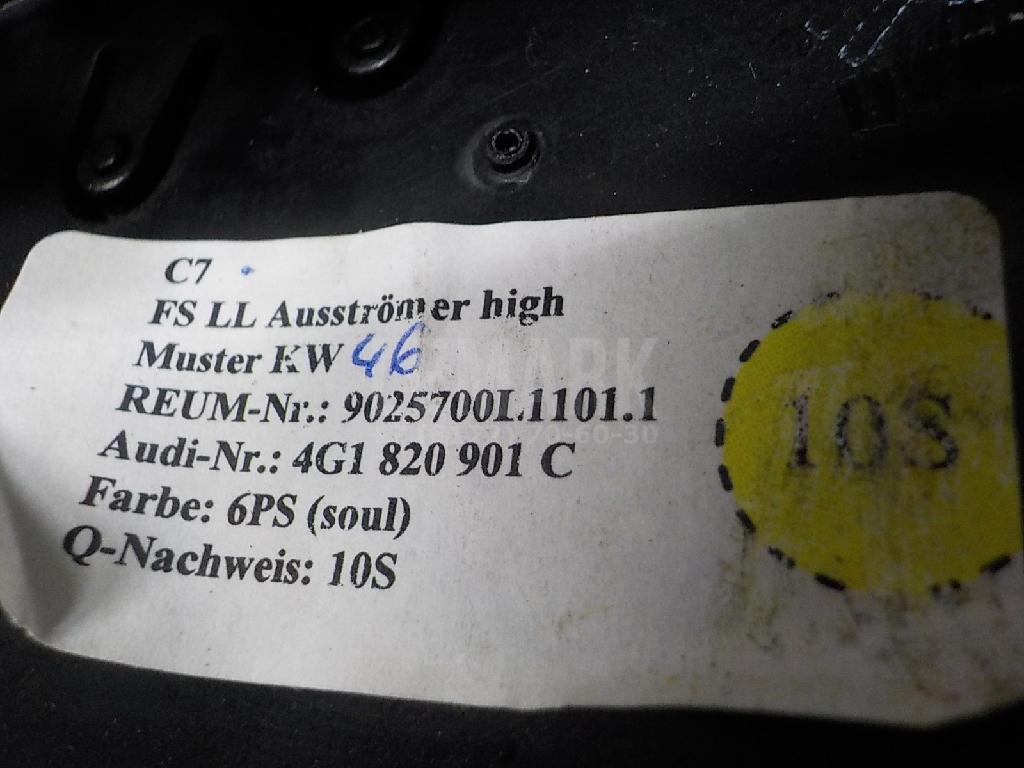 C7
FS LL Ausströmer high
Muster KW 46
REUM-Nr.: 9025700L1101.1
Audi-Nr.: 4G1 820 901 C
Farbe: 6PS (soul)
Q-Nachweis: 10S
10S